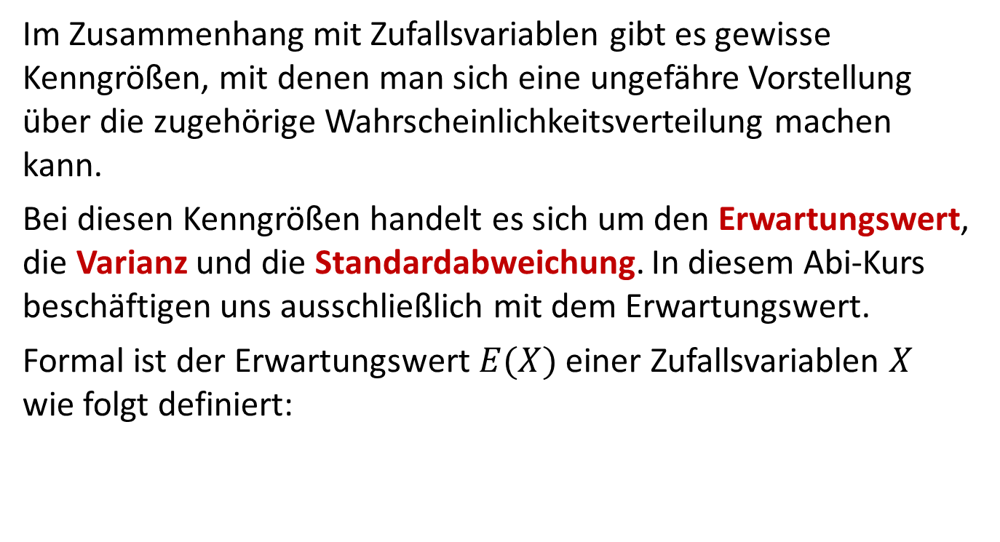 Im Zusammenhang mit Zufallsvariablen gibt es gewisse
Kenngrößen, mit denen man sich eine ungefähre Vorstellung
über die zugehörige Wahrscheinlichkeitsverteilung machen
kann.
Bei diesen Kenngrößen handelt es sich um den Erwartungswert,
die Varianz und die Standardabweichung. In diesem Abi-Kurs
beschäftigen uns ausschließlich mit dem Erwartungswert.
Formal ist der Erwartungswert E(X) einer Zufallsvariablen X
wie folgt definiert: